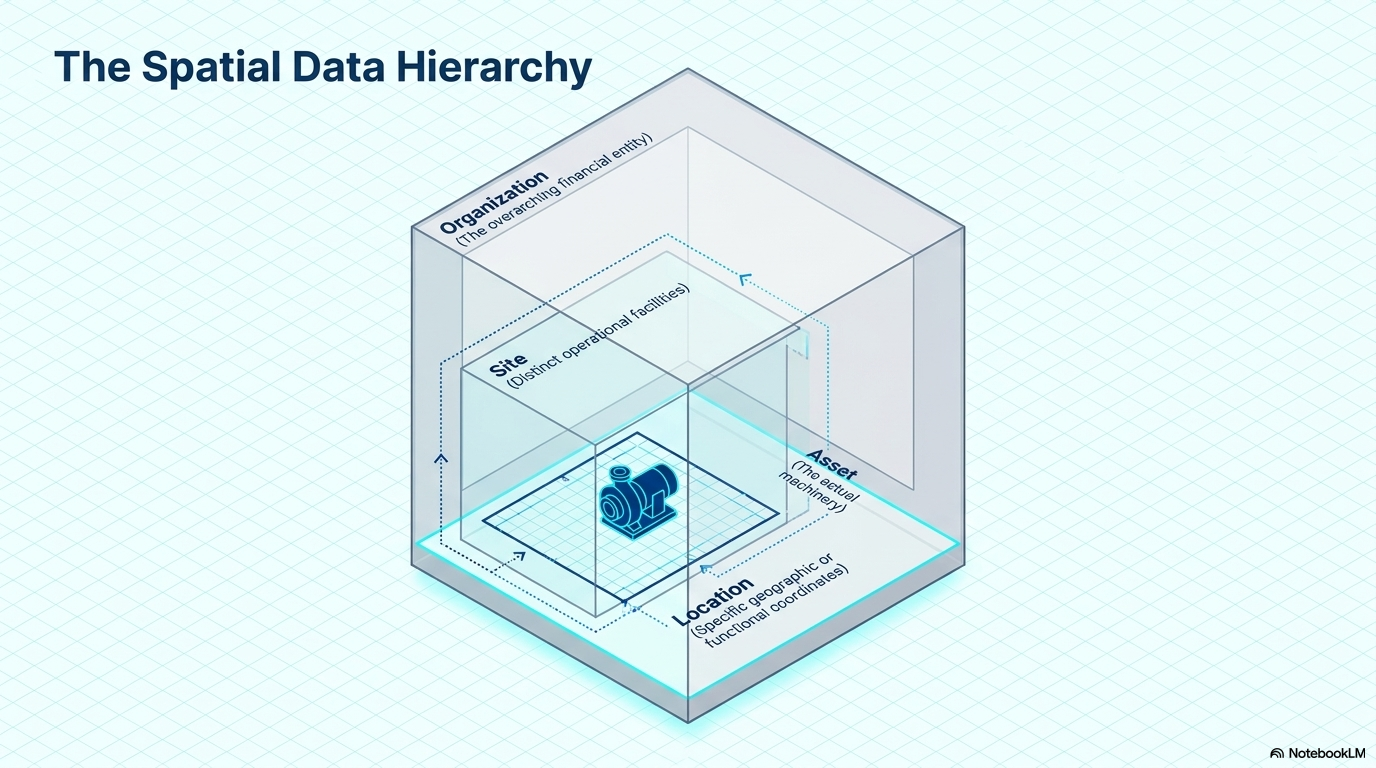 The Spatial Data Hierarchy
Organization
(The overarching financial entity)
Site
(Distinct operational facilities)
Asset
(The actual
machinery)
Location
(Specific geographic or
functional coordinates)
NotebookLM